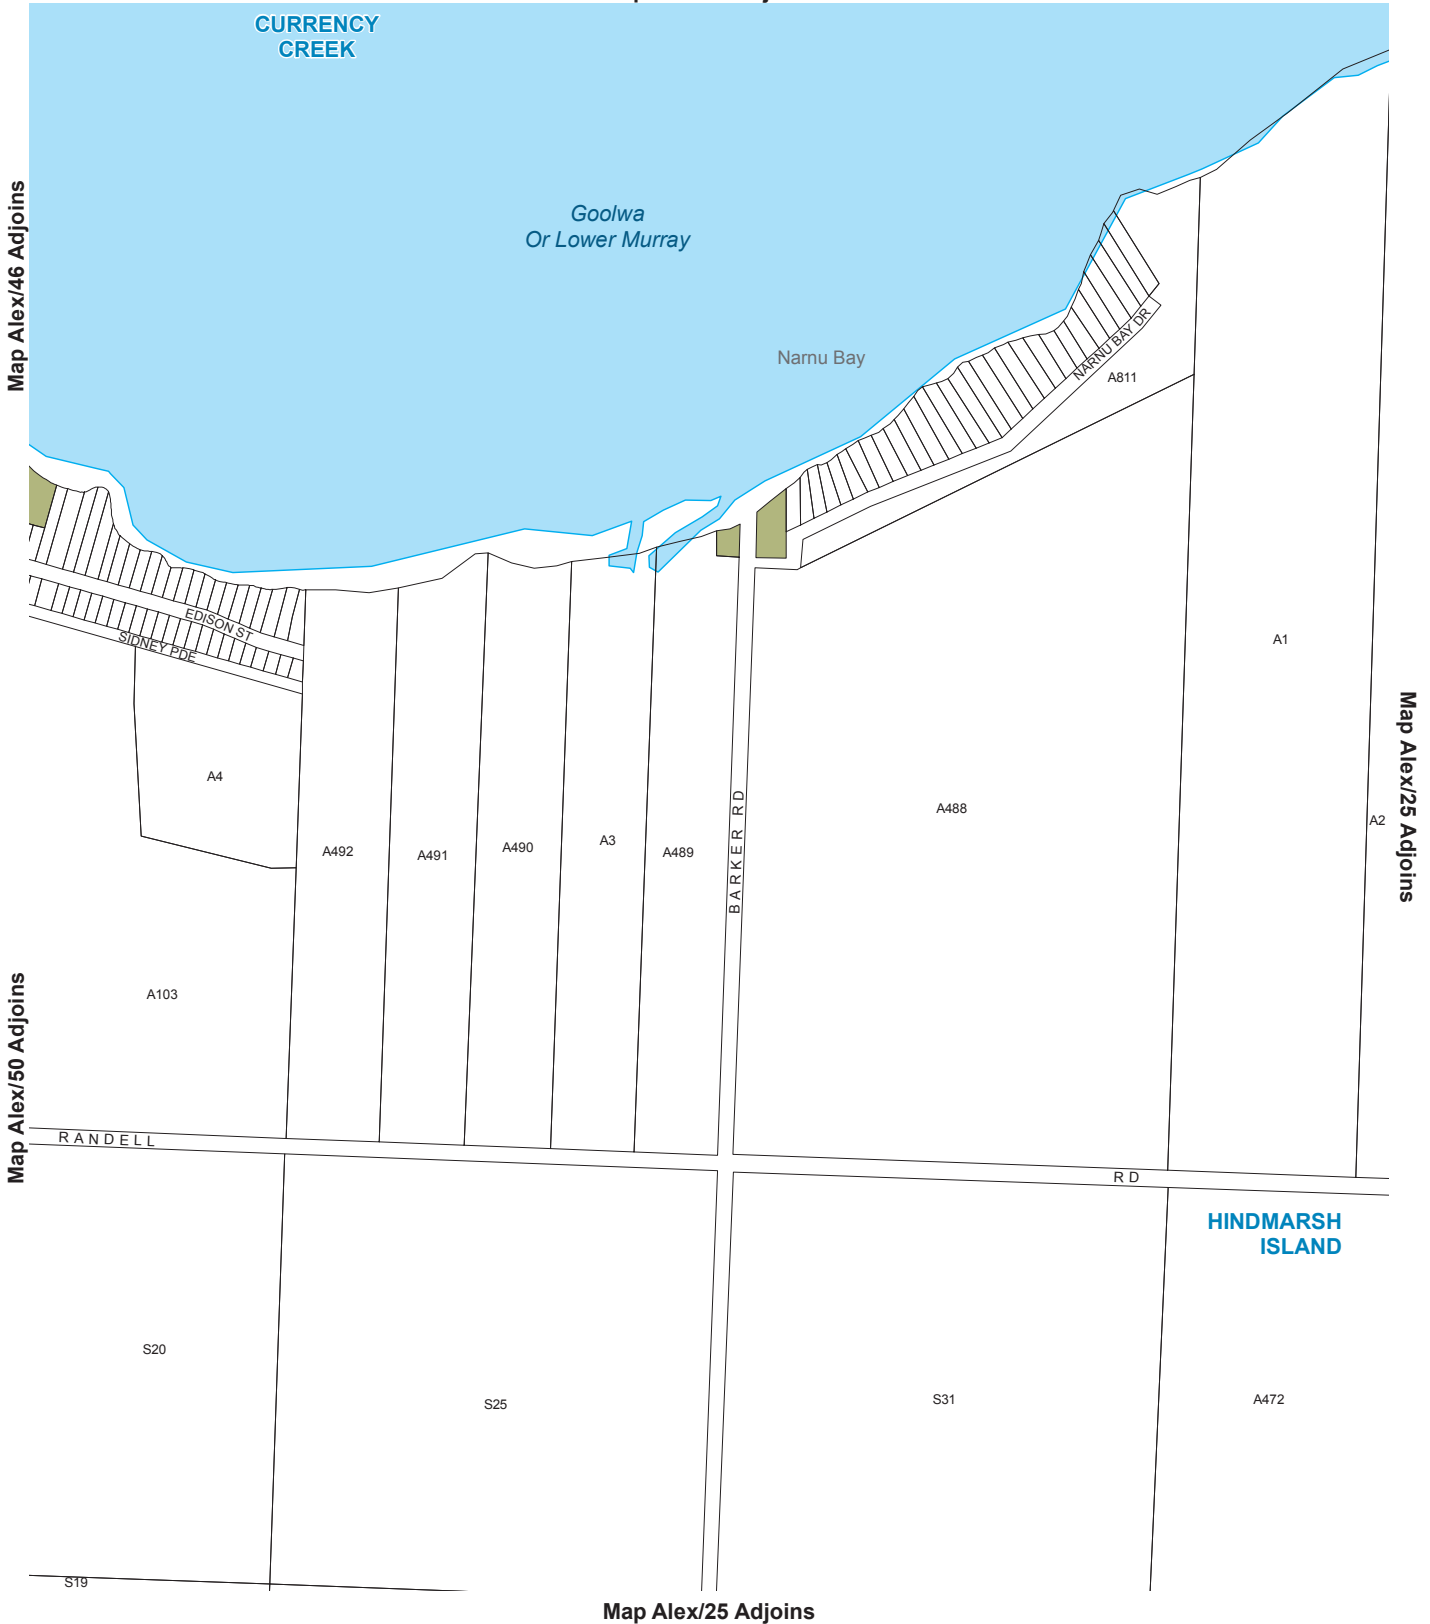 CURRENCY
CREEK
Map Alex/46 Adjoins
Goolwa
Or Lower Murray
Narnu Bay
NARNU BAY DR
A811
EDISON ST
SIDNEY PDE
A1
Map Alex/25 Adjoins
A4
A492
A491
A490
A3
A489
BARKER RD
A488
A2
A103
Map Alex/50 Adjoins
RANDELL
RD
HINDMARSH
ISLAND
S20
S25
S31
A472
S19
Map Alex/25 Adjoins